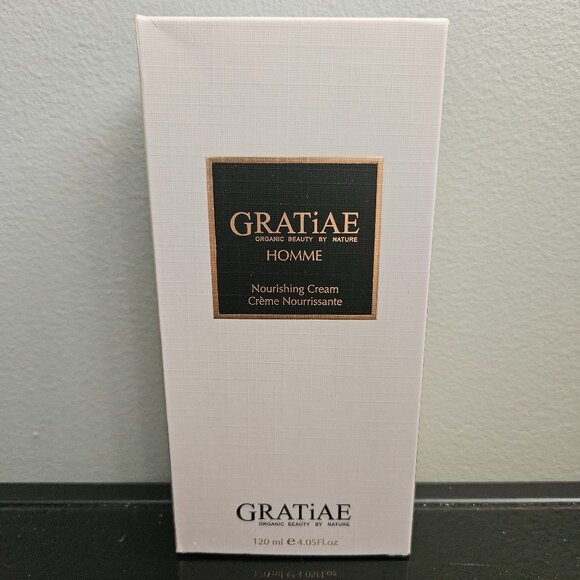 GRATiAE
ORGANIC BEAUTY BY NATURE
HOMME
Nourishing Cream
Crème Nourrissante
GRATiAE
ORGANIC BEAUTY BY NATURE
120 ml e 4.05Fl.oz